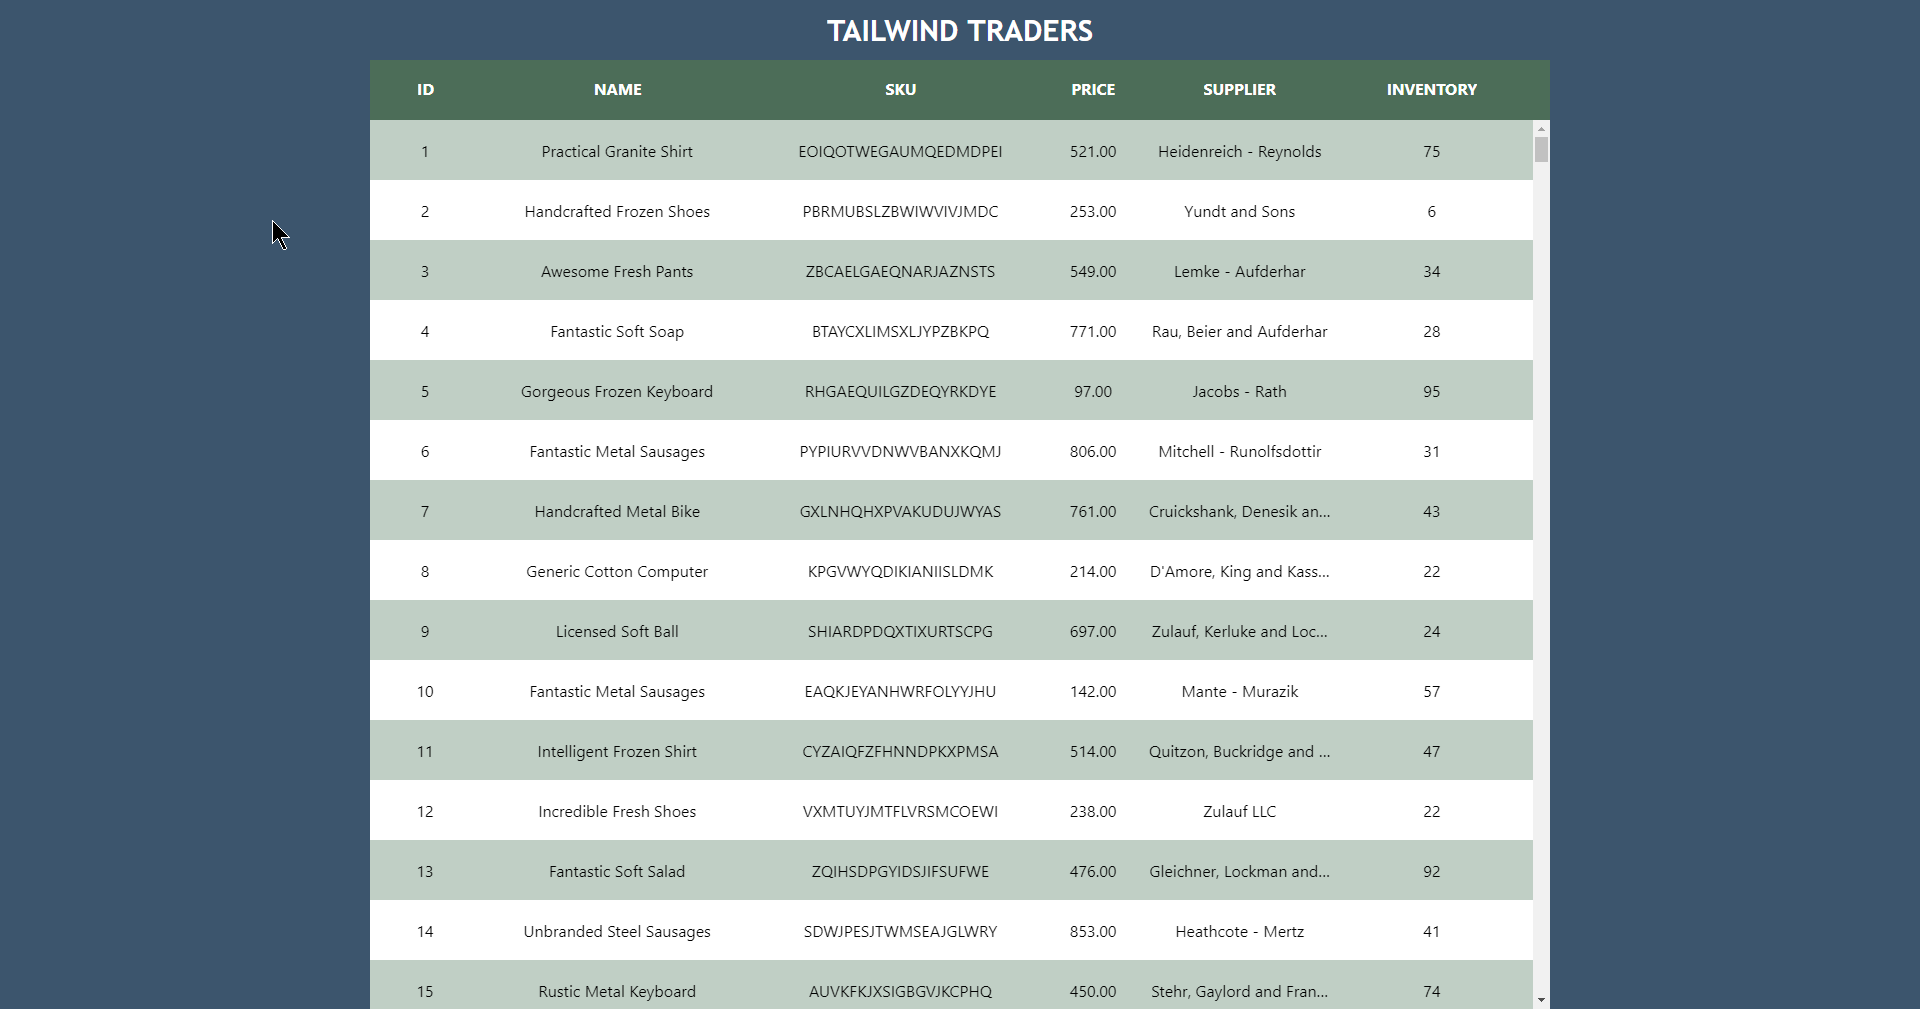 TAILWIND TRADERS
ID NAME SKU PRICE SUPPLIER INVENTORY
1 Practical Granite Shirt EOIQOTWEGAUMQEDMDPEI 521.00 Heidenreich - Reynolds 75
2 Handcrafted Frozen Shoes PBRMUBSLZBWIWVIVJMDC 253.00 Yundt and Sons 6
3 Awesome Fresh Pants ZBCAELGAEQNARJAZNSTS 549.00 Lemke - Aufderhar 34
4 Fantastic Soft Soap BTAYCXLIMSXLJYPZBKPQ 771.00 Rau, Beier and Aufderhar 28
5 Gorgeous Frozen Keyboard RHGAEQUILGZDEQYRKDYE 97.00 Jacobs - Rath 95
6 Fantastic Metal Sausages PYPIURVVDNWVBANXKQMJ 806.00 Mitchell - Runolfsdottir 31
7 Handcrafted Metal Bike GXLNHQHXPVAKUDUJWYAS 761.00 Cruickshank, Denesik an... 43
8 Generic Cotton Computer KPGVWYQDIKIANIISLDMK 214.00 D'Amore, King and Kass... 22
9 Licensed Soft Ball SHIARDPDQXTIXURTSCPG 697.00 Zulauf, Kerluke and Loc... 24
10 Fantastic Metal Sausages EAQKJEYANHWRFOLYYJHU 142.00 Mante - Murazik 57
11 Intelligent Frozen Shirt CYZAIQFZFHNNDPKXPMSA 514.00 Quitzon, Buckridge and ... 47
12 Incredible Fresh Shoes VXMTUYJMTFLVRSMCOEWI 238.00 Zulauf LLC 22
13 Fantastic Soft Salad ZQIHSDPGYIDSJIFSUFWE 476.00 Gleichner, Lockman and... 92
14 Unbranded Steel Sausages SDWJPESJTWMSEAJGLWRY 853.00 Heathcote - Mertz 41
15 Rustic Metal Keyboard AUVKFKJXSIGBGVJKCPHQ 450.00 Stehr, Gaylord and Fran... 74